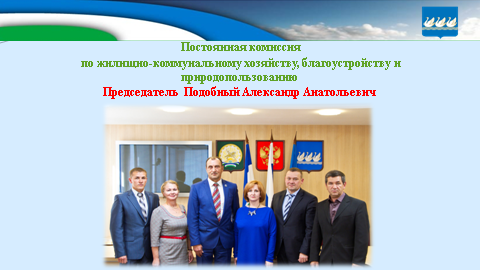 Постоянная комиссия
по жилищно-коммунальному хозяйству, благоустройству и
природопользованию
Председатель Подобный Александр Анатольевич